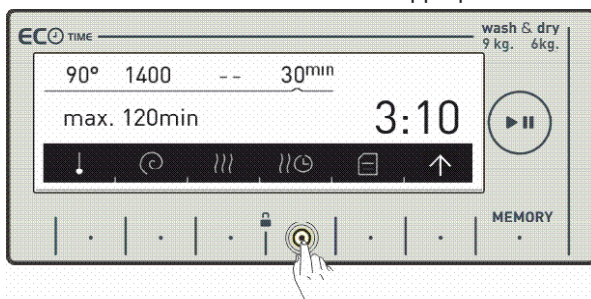 ECO TIME
wash & dry
9 kg. 6kg.
90° 1400 -- 30min
max. 120min 3:10
MEMORY